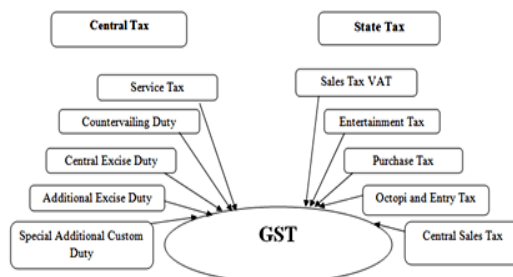 Central Tax
State Tax
Service Tax
Sales Tax VAT
Countervailing Duty
Entertainment Tax
Central Excise Duty
Purchase Tax
Additional Excise Duty
Octopi and Entry Tax
Special Additional Custom
Duty
GST
Central Sales Tax